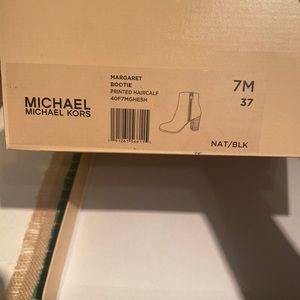 MARGARET
BOOTIE
PRINTED HAIRCALF
40F7MGHE5H
MICHAEL
MICHAEL KORS
7M
37
NAT/BLK